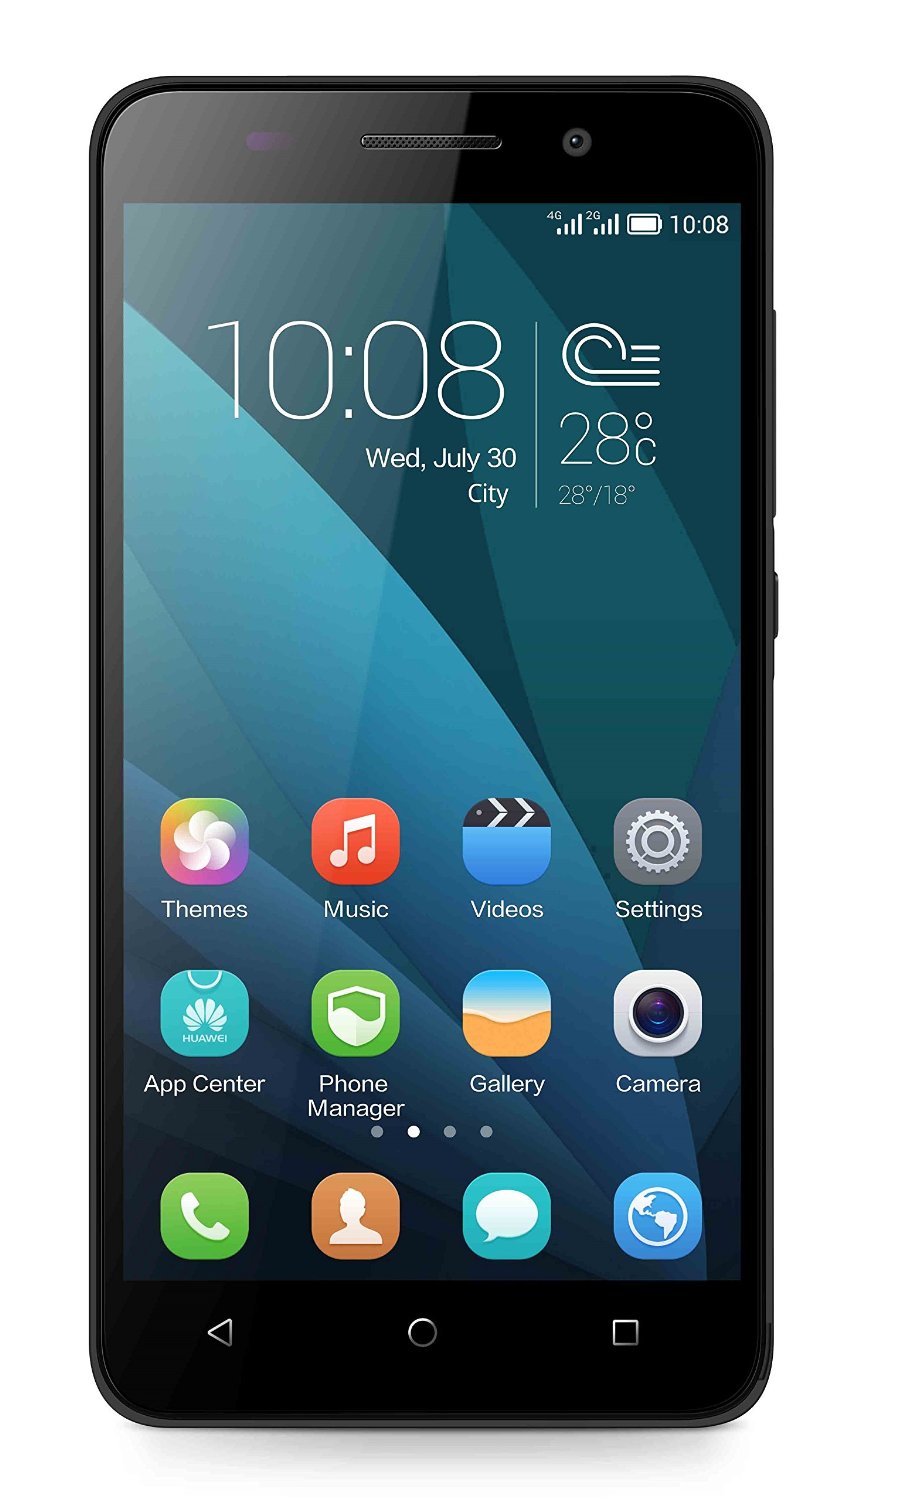 4G 2G 10:08
10:08
Wed, July 30
City
28°C
28°/18°
Themes Music Videos Settings
HUAWEI
App Center Phone Manager Gallery Camera